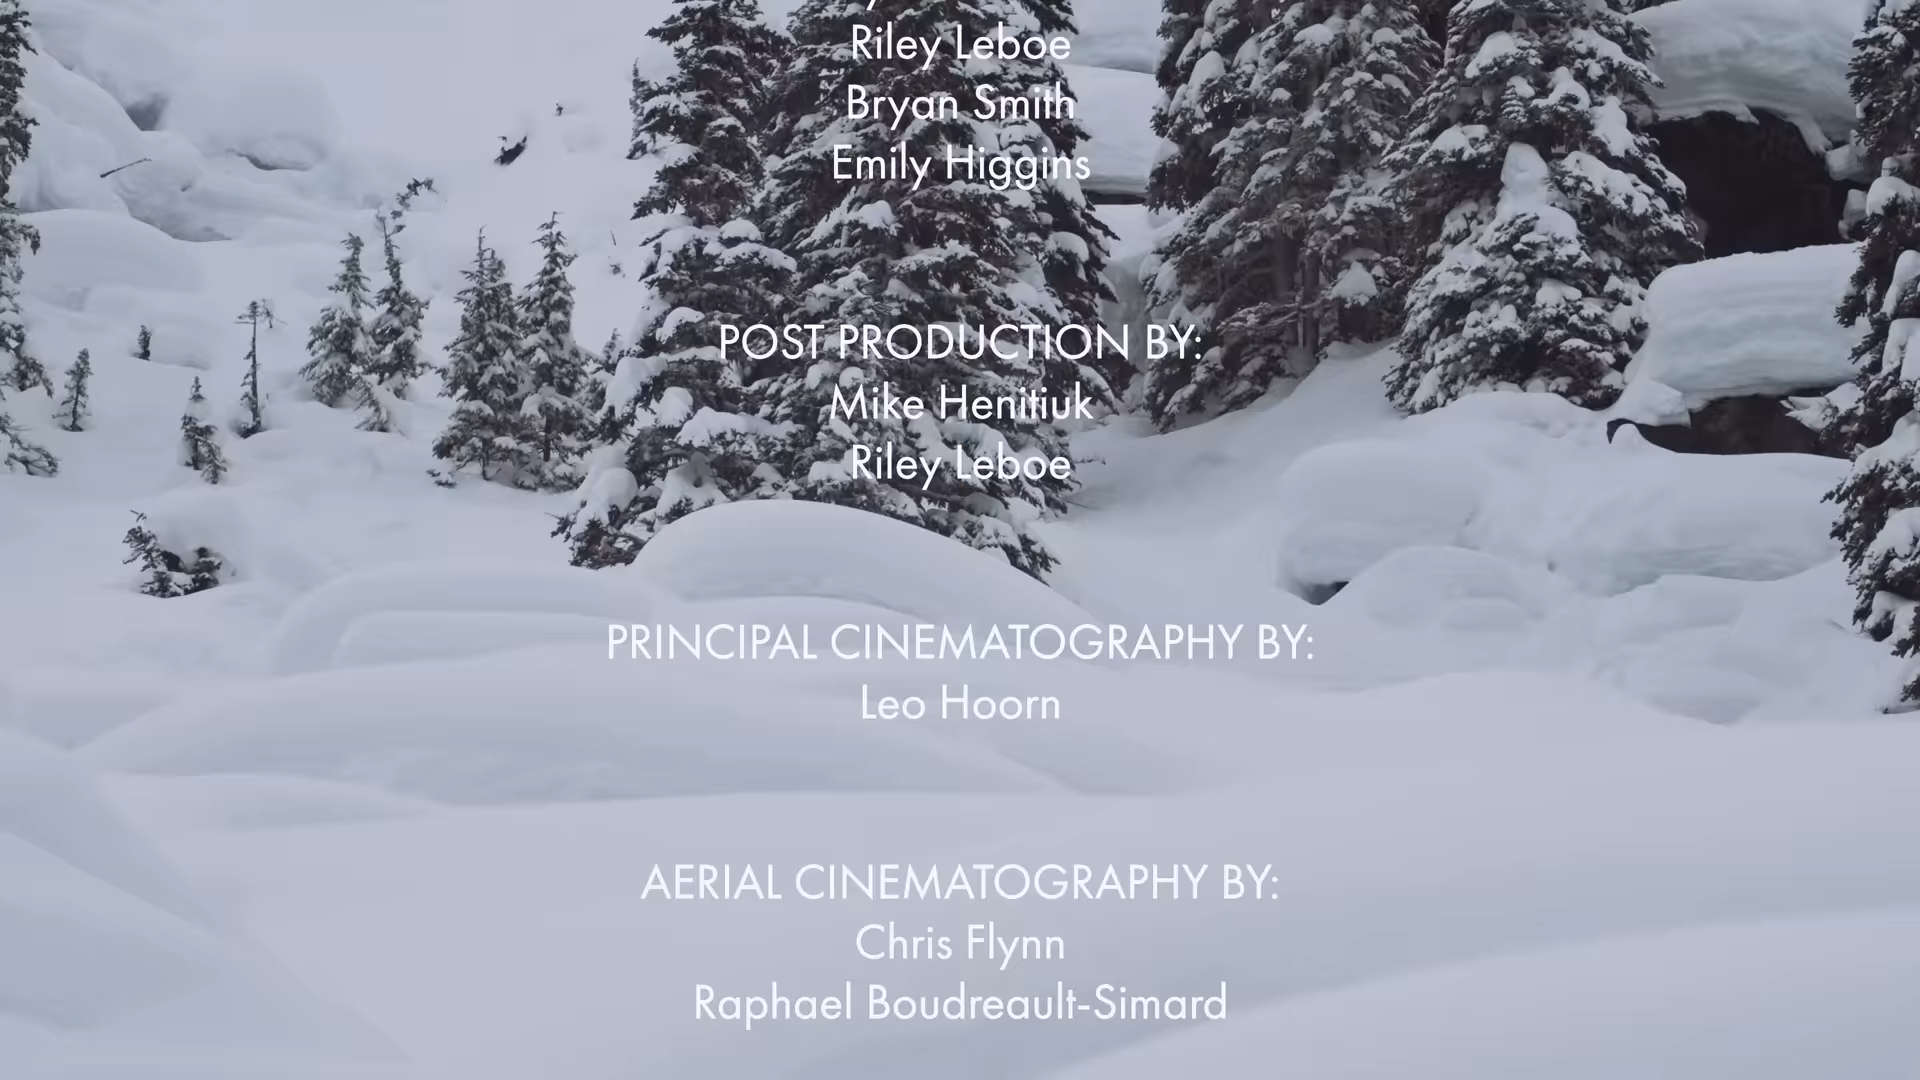 Riley Leboe
Bryan Smith
Emily Higgins
POST PRODUCTION BY:
Mike Henitiuk
Riley Leboe
PRINCIPAL CINEMATOGRAPHY BY:
Leo Hoorn
AERIAL CINEMATOGRAPHY BY:
Chris Flynn
Raphael Boudreault-Simard